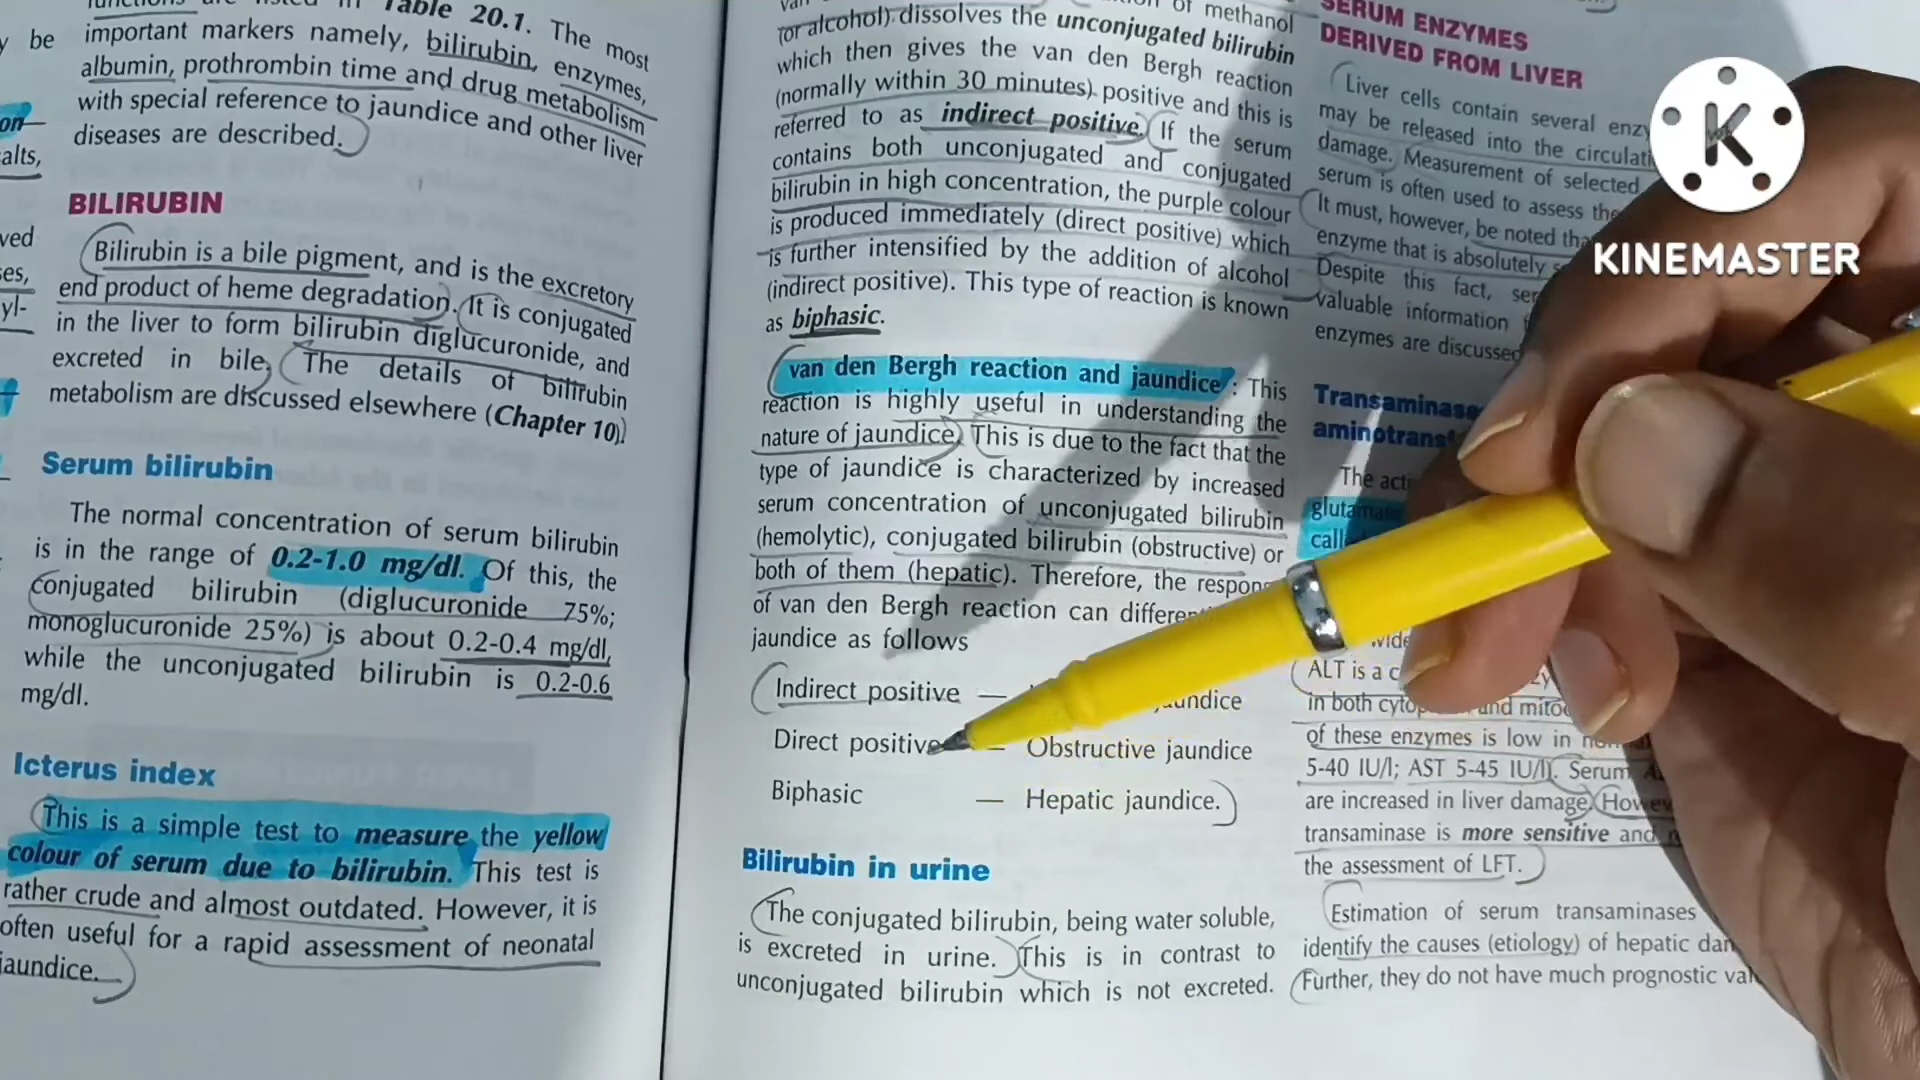 functions are listed in Table 20.1. The most
important markers namely, bilirubin, enzymes,
albumin, prothrombin time and drug metabolism
with special reference to jaundice and other liver
diseases are described.
BILIRUBIN
Bilirubin is a bile pigment, and is the excretory
end product of heme degradation. It is conjugated
in the liver to form bilirubin diglucuronide, and
excreted in bile. The details of bilirubin
metabolism are discussed elsewhere (Chapter 10).
Serum bilirubin
The normal concentration of serum bilirubin
is in the range of 0.2-1.0 mg/dl. Of this, the
conjugated bilirubin (diglucuronide 75%;
monoglucuronide 25%) is about 0.2-0.4 mg/dl,
while the unconjugated bilirubin is 0.2-0.6
mg/dl.
Icterus index
This is a simple test to measure the yellow
colour of serum due to bilirubin. This test is
rather crude and almost outdated. However, it is
often useful for a rapid assessment of neonatal
jaundice.
be
on
alts,
ved
ses,
yl-
of methanol
(or alcohol) dissolves the unconjugated bilirubin
which then gives the van den Bergh reaction
(normally within 30 minutes) positive and this is
referred to as indirect positive. If the serum
contains both unconjugated and conjugated
bilirubin in high concentration, the purple colour
is produced immediately (direct positive) which
is further intensified by the addition of alcohol
(indirect positive). This type of reaction is known
as biphasic.
van den Bergh reaction and jaundice : This
reaction is highly useful in understanding the
nature of jaundice. This is due to the fact that the
type of jaundice is characterized by increased
serum concentration of unconjugated bilirubin
(hemolytic), conjugated bilirubin (obstructive) or
both of them (hepatic). Therefore, the respon
of van den Bergh reaction can differen
jaundice as follows
Indirect positive — jaundice
Direct positive — Obstructive jaundice
Biphasic — Hepatic jaundice.
Bilirubin in urine
The conjugated bilirubin, being water soluble,
is excreted in urine. This is in contrast to
unconjugated bilirubin which is not excreted.
SERUM ENZYMES
DERIVED FROM LIVER
Liver cells contain several enzy
may be released into the circulati
damage. Measurement of selected
serum is often used to assess the
It must, however, be noted tha
enzyme that is absolutely s
Despite this fact, ser
valuable information
enzymes are discussed
Transaminase
aminotrans
The acti
glutamate
call
wide
ALT is a c
in both cyto and mitoc
of these enzymes is low in
5-40 IU/l; AST 5-45 IU/l). Serum
are increased in liver damage. Howev
transaminase is more sensitive and
the assessment of LFT.
Estimation of serum transaminases
identify the causes (etiology) of hepatic dam
Further, they do not have much prognostic val
K
KINEMASTER